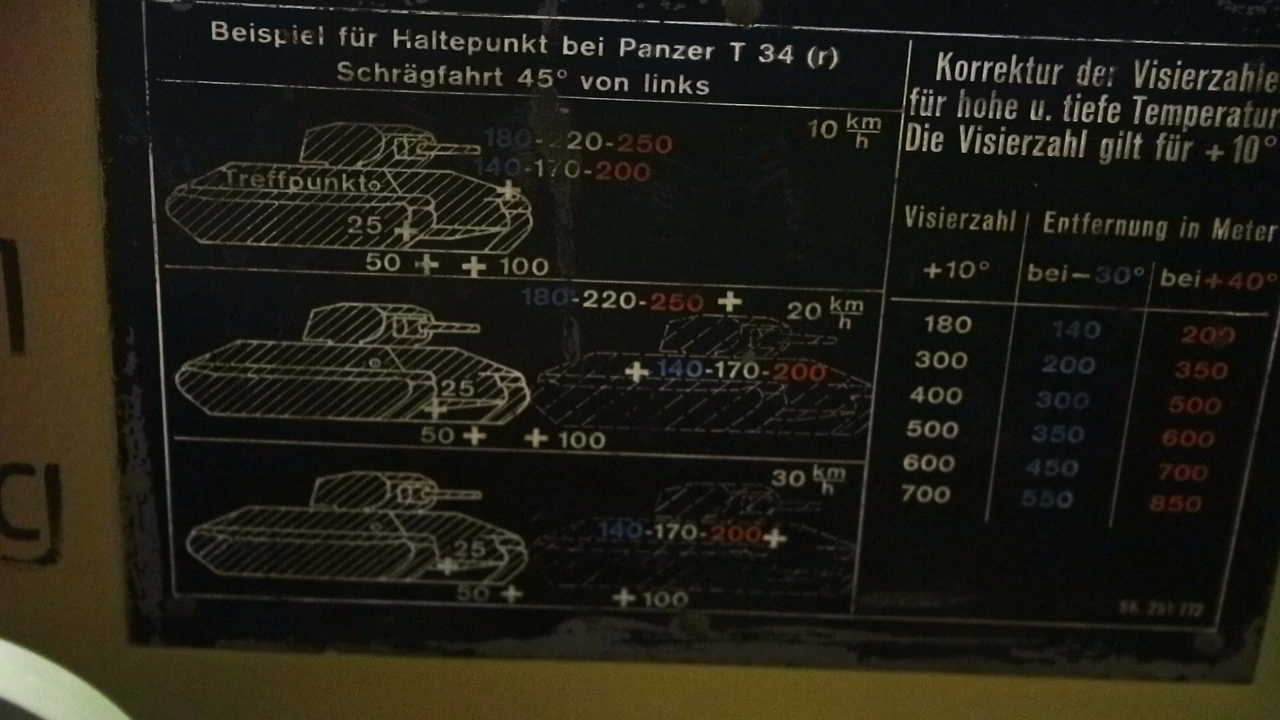 Beispiel für Haltepunkt bei Panzer T 34 (r)
Schrägfahrt 45° von links
180-220-250
10 km/h
140-170-200
Treffpunkt
25
50 + + 100
180-220-250 +
20 km/h
+ 140-170-200
25
50 + + 100
30 km/h
140-170-200 +
25
50 + + 100
Korrektur der Visierzahle
für hohe u. tiefe Temperatur
Die Visierzahl gilt für +10°
Visierzahl Entfernung in Meter
+10° bei-30° bei+40°
180 140 200
300 200 350
400 300 500
500 350 600
600 450 700
700 550 850